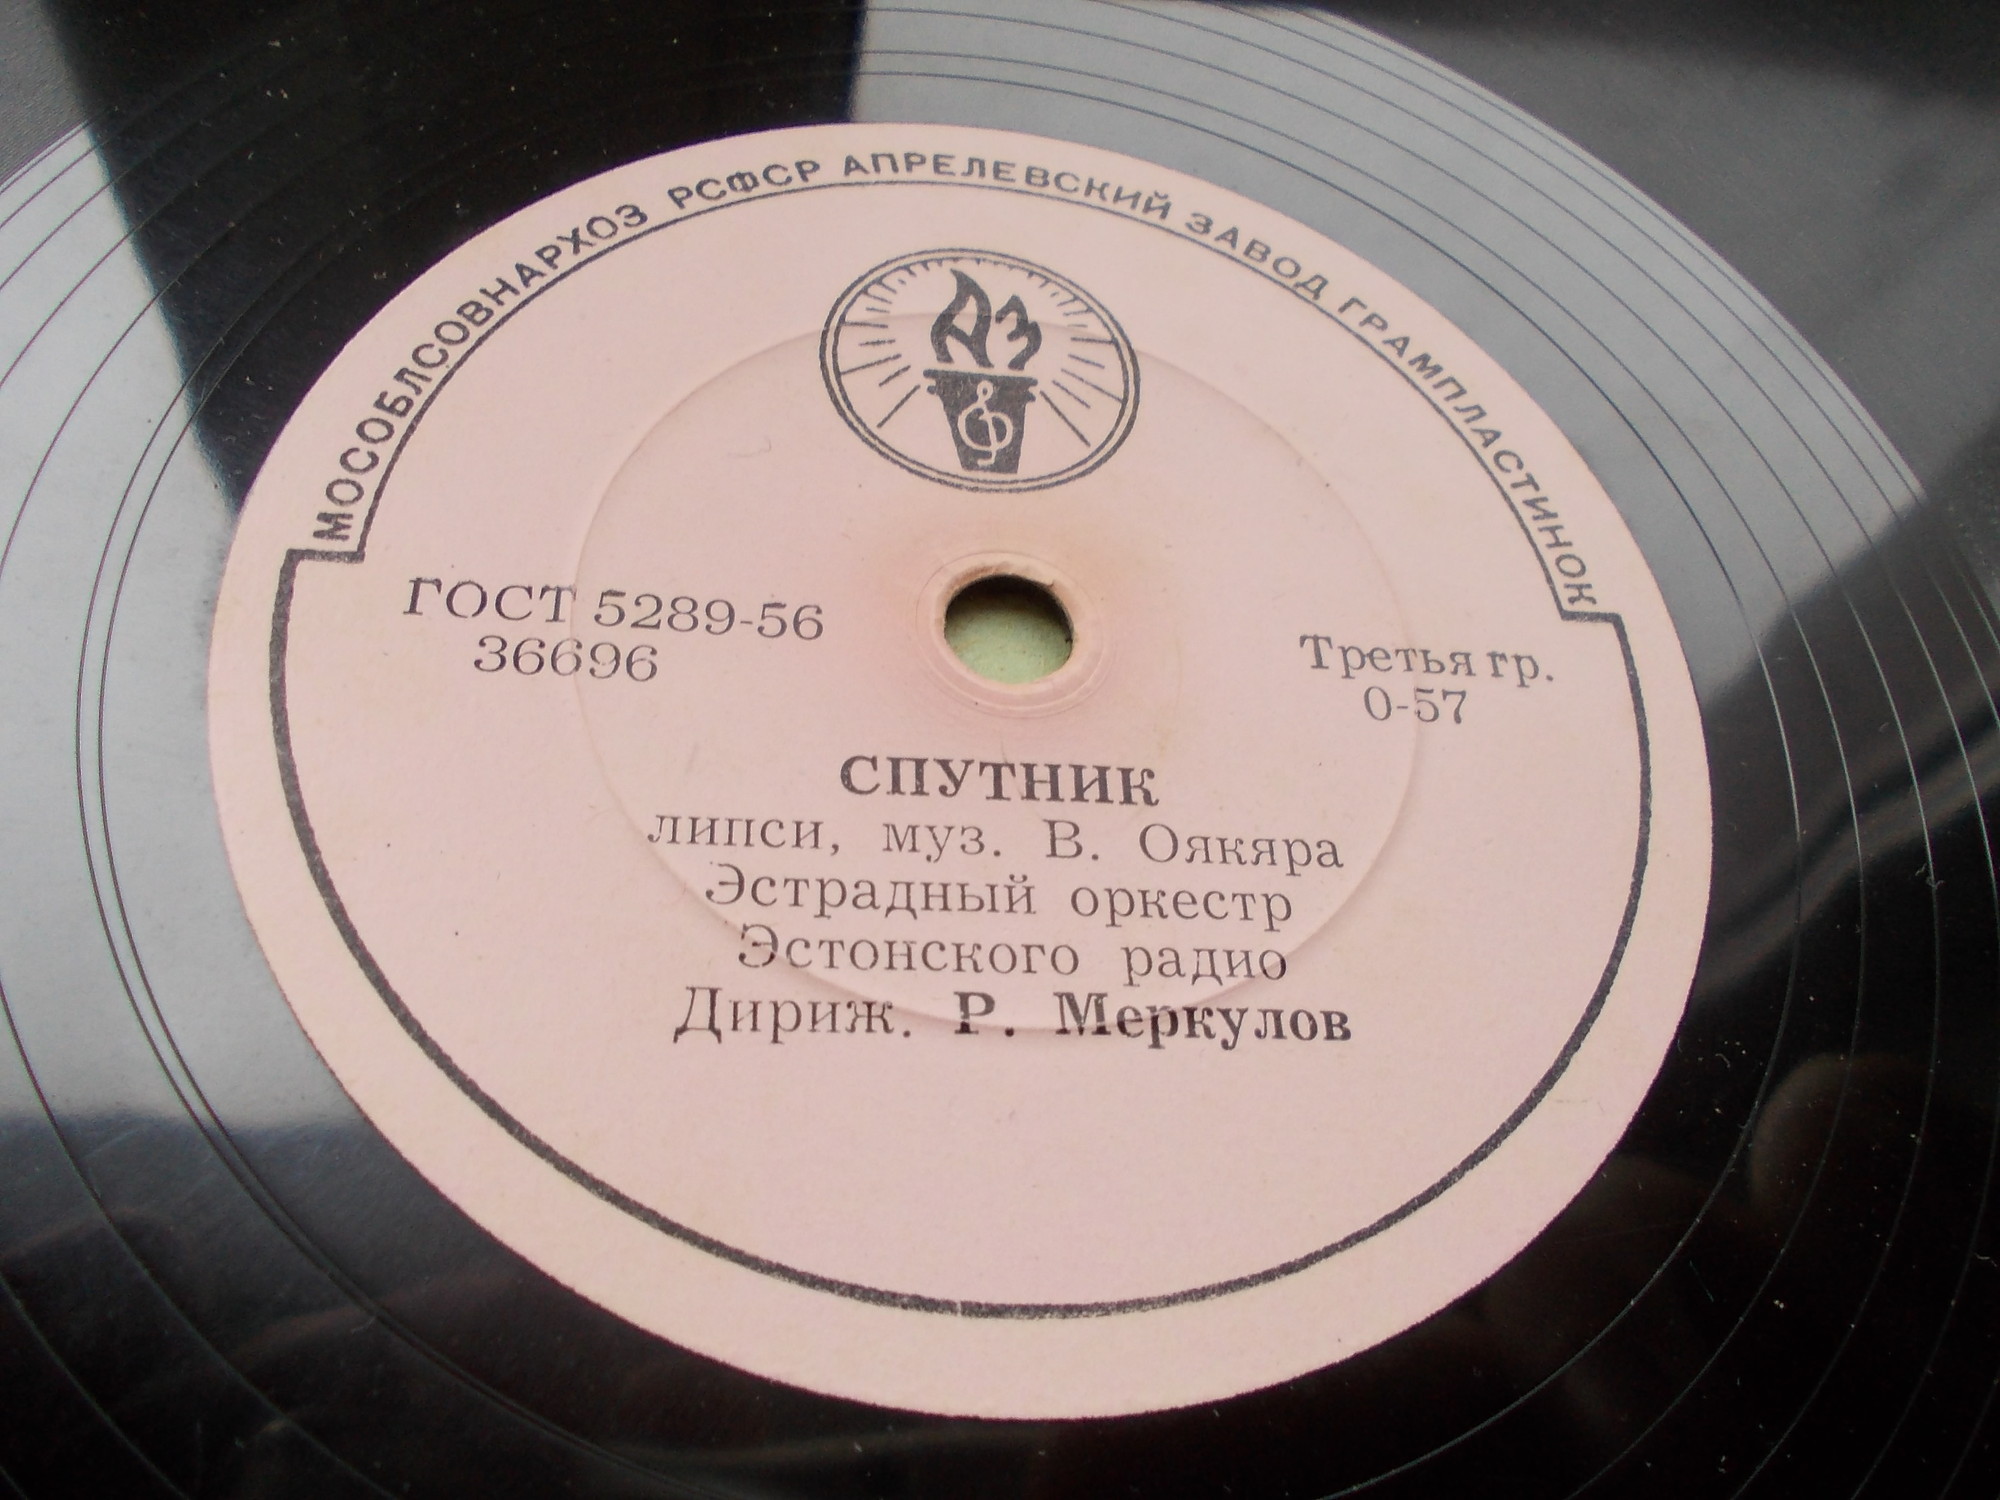 МОСОБЛСОВНАРХОЗ РСФСР АПРЕЛЕВСКИЙ ЗАВОД ГРАМПЛАСТИНОК
АЗ
ГОСТ 5289-56
36696
Третья гр.
0-57
СПУТНИК
липси, муз. В. Оякяра
Эстрадный оркестр
Эстонского радио
Дириж. Р. Меркулов